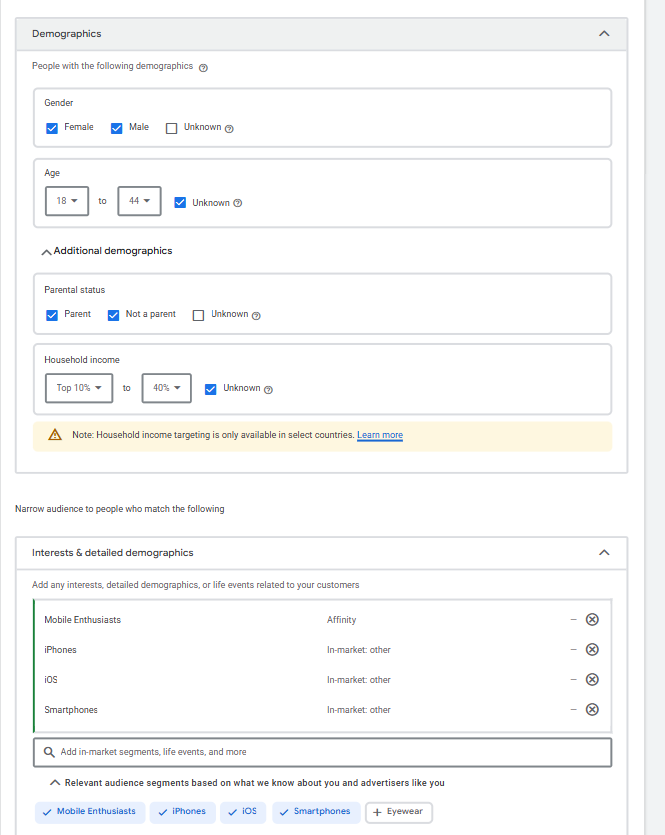 Demographics
People with the following demographics
Gender
Female Male Unknown
Age
18 to 44 Unknown
Additional demographics
Parental status
Parent Not a parent Unknown
Household income
Top 10% to 40% Unknown
Note: Household income targeting is only available in select countries. Learn more
Narrow audience to people who match the following
Interests & detailed demographics
Add any interests, detailed demographics, or life events related to your customers
Mobile Enthusiasts Affinity
iPhones In-market: other
iOS In-market: other
Smartphones In-market: other
Add in-market segments, life events, and more
Relevant audience segments based on what we know about you and advertisers like you
Mobile Enthusiasts iPhones iOS Smartphones + Eyewear